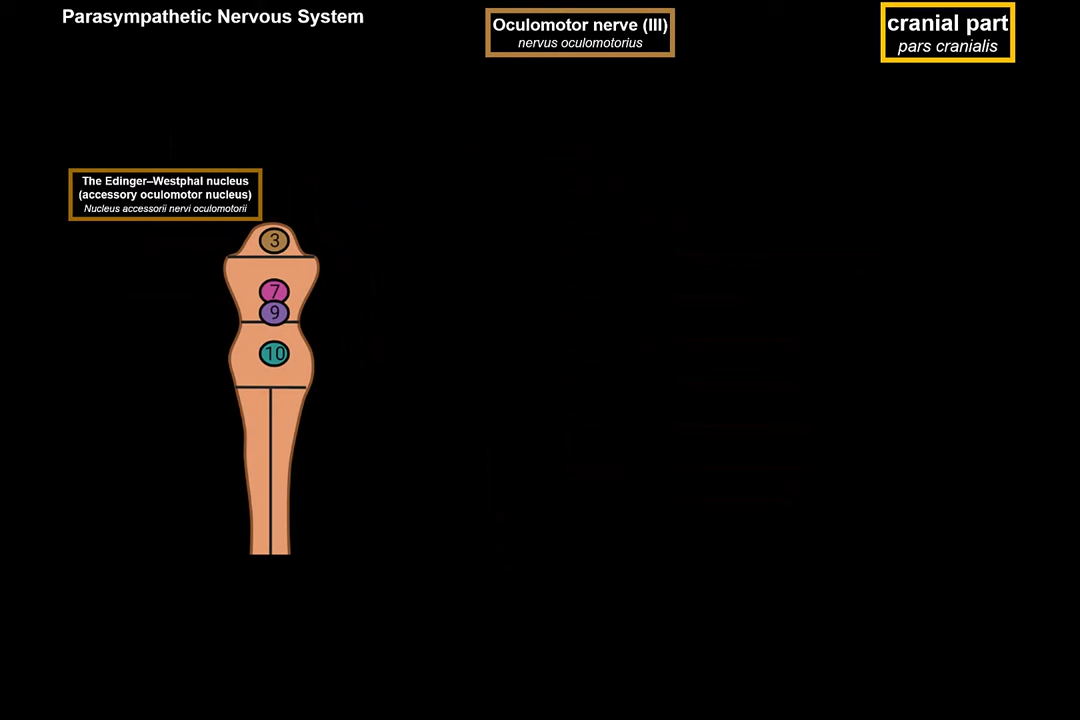 Parasympathetic Nervous System
Oculomotor nerve (III)
nervus oculomotorius
cranial part
pars cranialis
The Edinger–Westphal nucleus
(accessory oculomotor nucleus)
Nucleus accessorii nervi oculomotorii
3
7
9
10